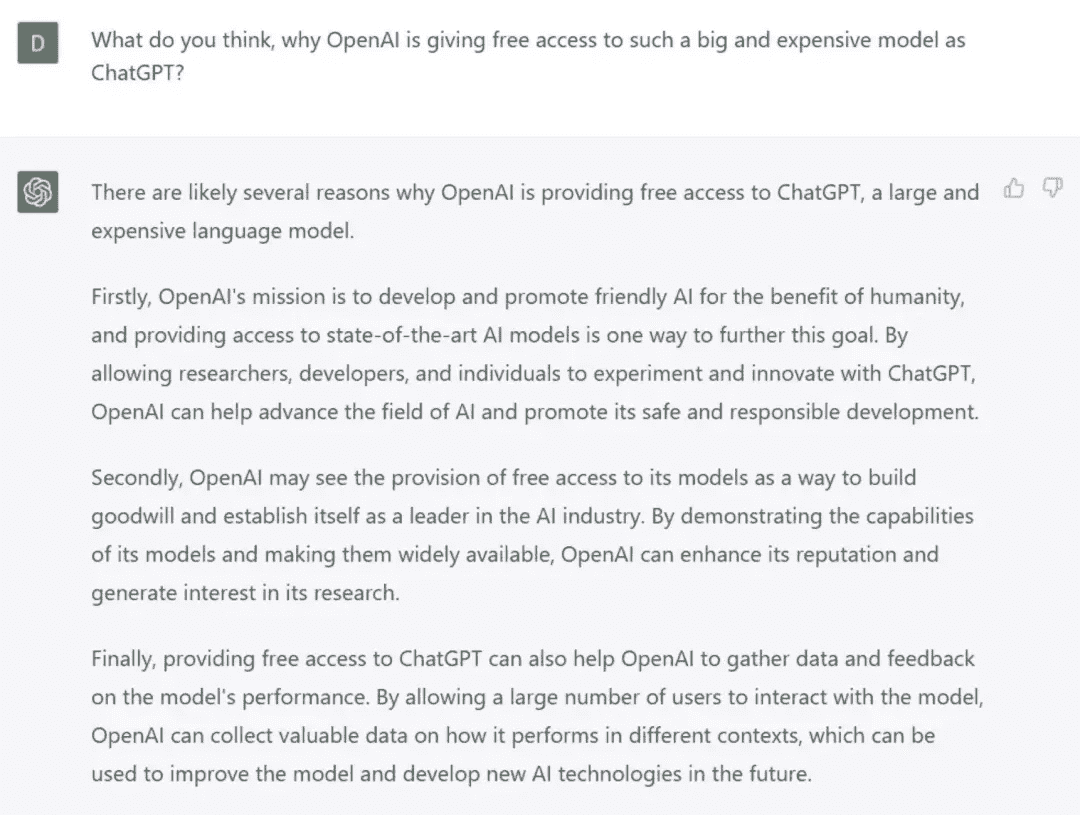 D
What do you think, why OpenAI is giving free access to such a big and expensive model as
ChatGPT?
There are likely several reasons why OpenAI is providing free access to ChatGPT, a large and
expensive language model.
Firstly, OpenAI's mission is to develop and promote friendly AI for the benefit of humanity,
and providing access to state-of-the-art AI models is one way to further this goal. By
allowing researchers, developers, and individuals to experiment and innovate with ChatGPT,
OpenAI can help advance the field of AI and promote its safe and responsible development.
Secondly, OpenAI may see the provision of free access to its models as a way to build
goodwill and establish itself as a leader in the AI industry. By demonstrating the capabilities
of its models and making them widely available, OpenAI can enhance its reputation and
generate interest in its research.
Finally, providing free access to ChatGPT can also help OpenAI to gather data and feedback
on the model's performance. By allowing a large number of users to interact with the model,
OpenAI can collect valuable data on how it performs in different contexts, which can be
used to improve the model and develop new AI technologies in the future.